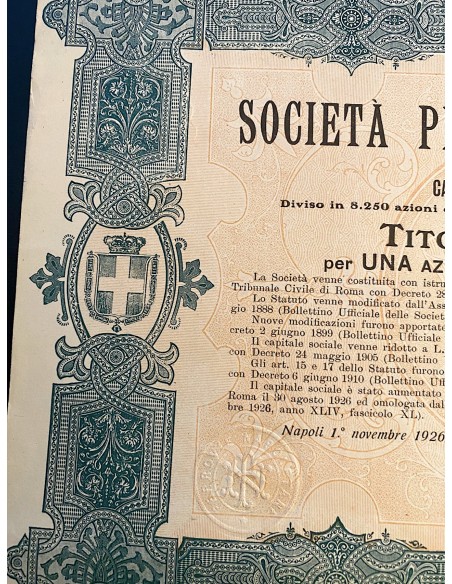 SOCIETÀ P
CA
Diviso in 8.250 azioni
TITO
per UNA AZ
La Società venne costituita con istru
Tribunale Civile di Roma con Decreto 28
Lo Statuto venne modificato dall'Ass
gio 1888 (Bollettino Ufficiale delle Societ
Nuove modificazioni furono apportate
creto 2 giugno 1899 (Bollettino Ufficiale
Il capitale sociale venne ridotto a L.
con Decreto 24 maggio 1905 (Bollettino
Gli art. 15 e 17 dello Statuto furono
con Decreto 6 giugno 1910 (Bollettino Uff
Il capitale sociale è stato aumentato
Roma il 30 agosto 1926 ed omologata dal
bre 1926, anno XLIV, fascicolo XL).
Napoli 1.° novembre 1926